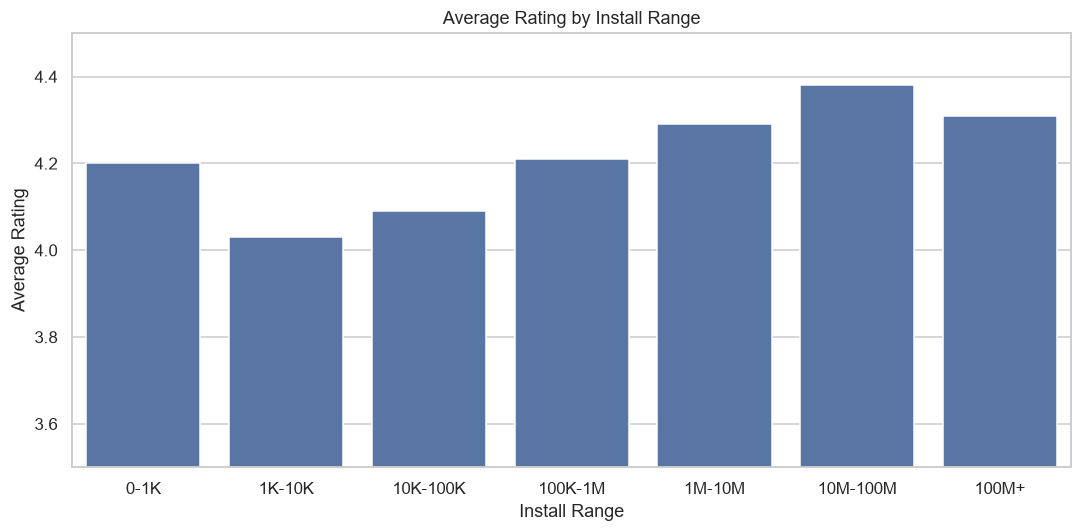 Average Rating by Install Range
Average Rating
4.4
4.2
4.0
3.8
3.6
0-1K 1K-10K 10K-100K 100K-1M 1M-10M 10M-100M 100M+
Install Range